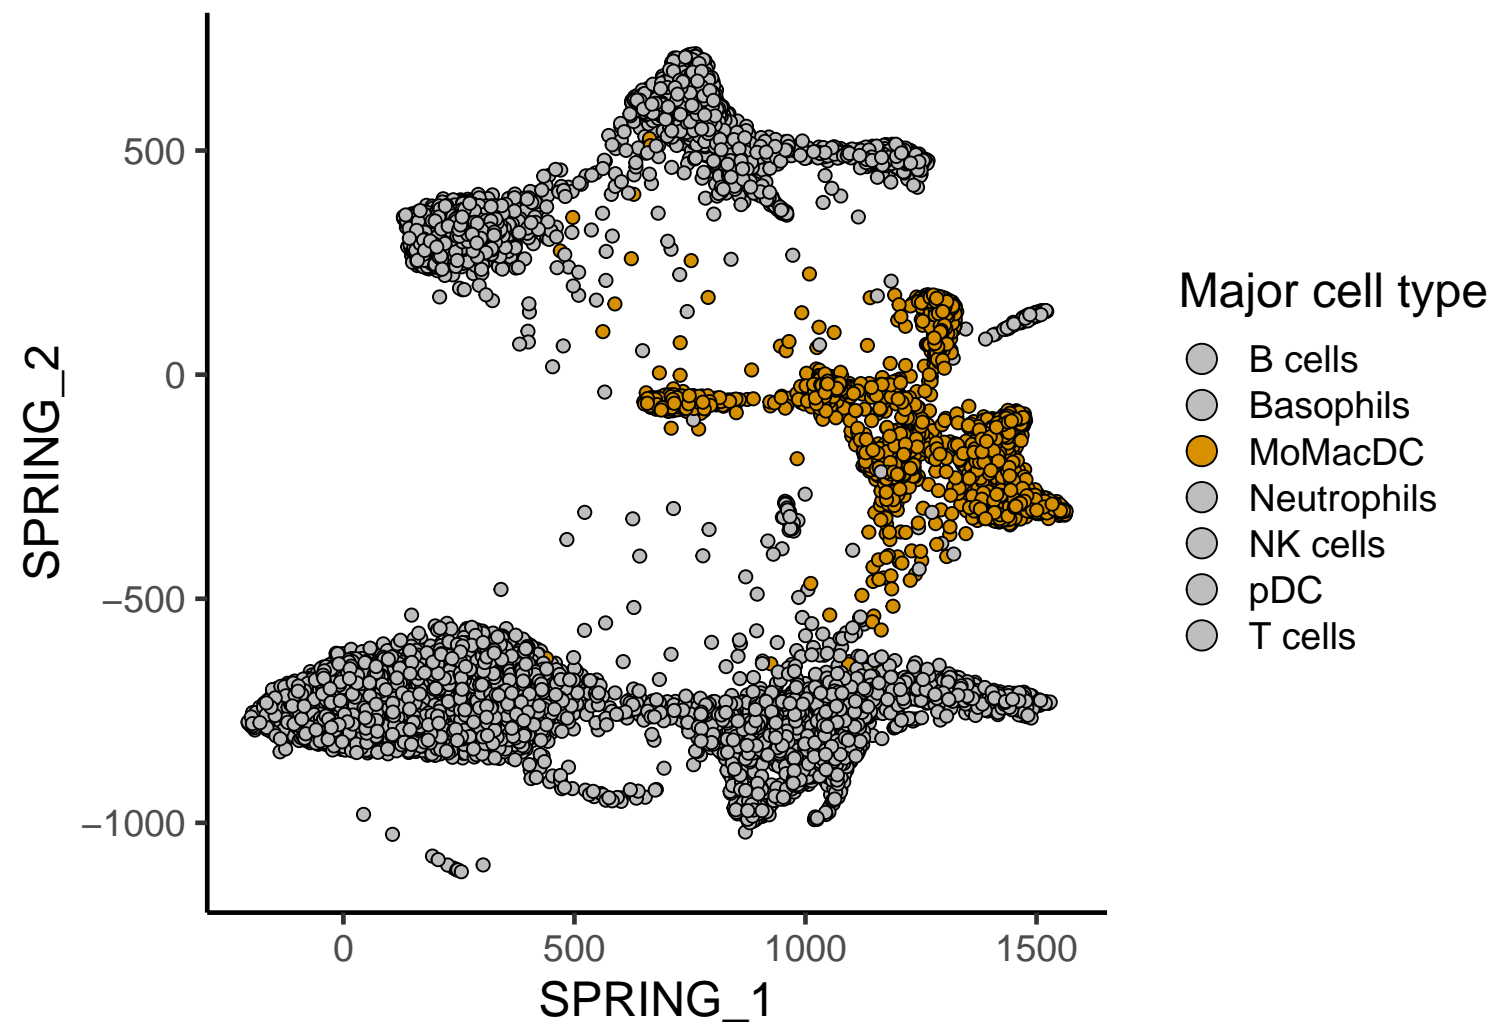 500
0
−500
−1000
SPRING_2
0 500 1000 1500
SPRING_1
Major cell type
B cells
Basophils
MoMacDC
Neutrophils
NK cells
pDC
T cells